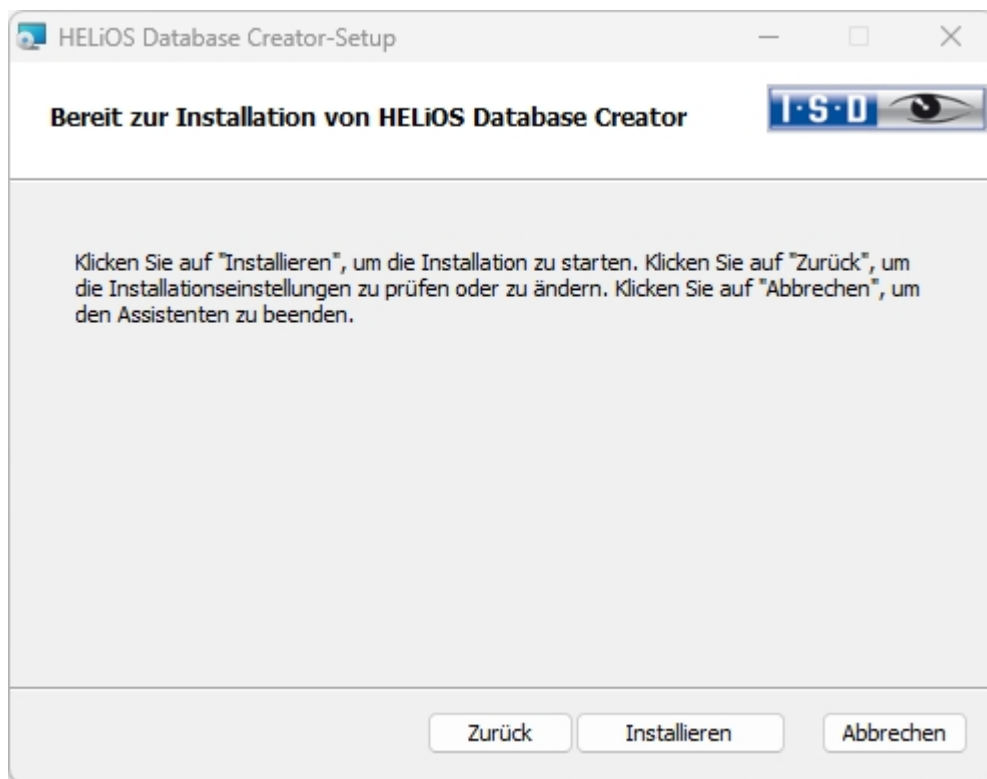 HELiOS Database Creator-Setup
Bereit zur Installation von HELiOS Database Creator
I·S·D
Klicken Sie auf "Installieren", um die Installation zu starten. Klicken Sie auf "Zurück", um
die Installationseinstellungen zu prüfen oder zu ändern. Klicken Sie auf "Abbrechen", um
den Assistenten zu beenden.
Zurück
Installieren
Abbrechen